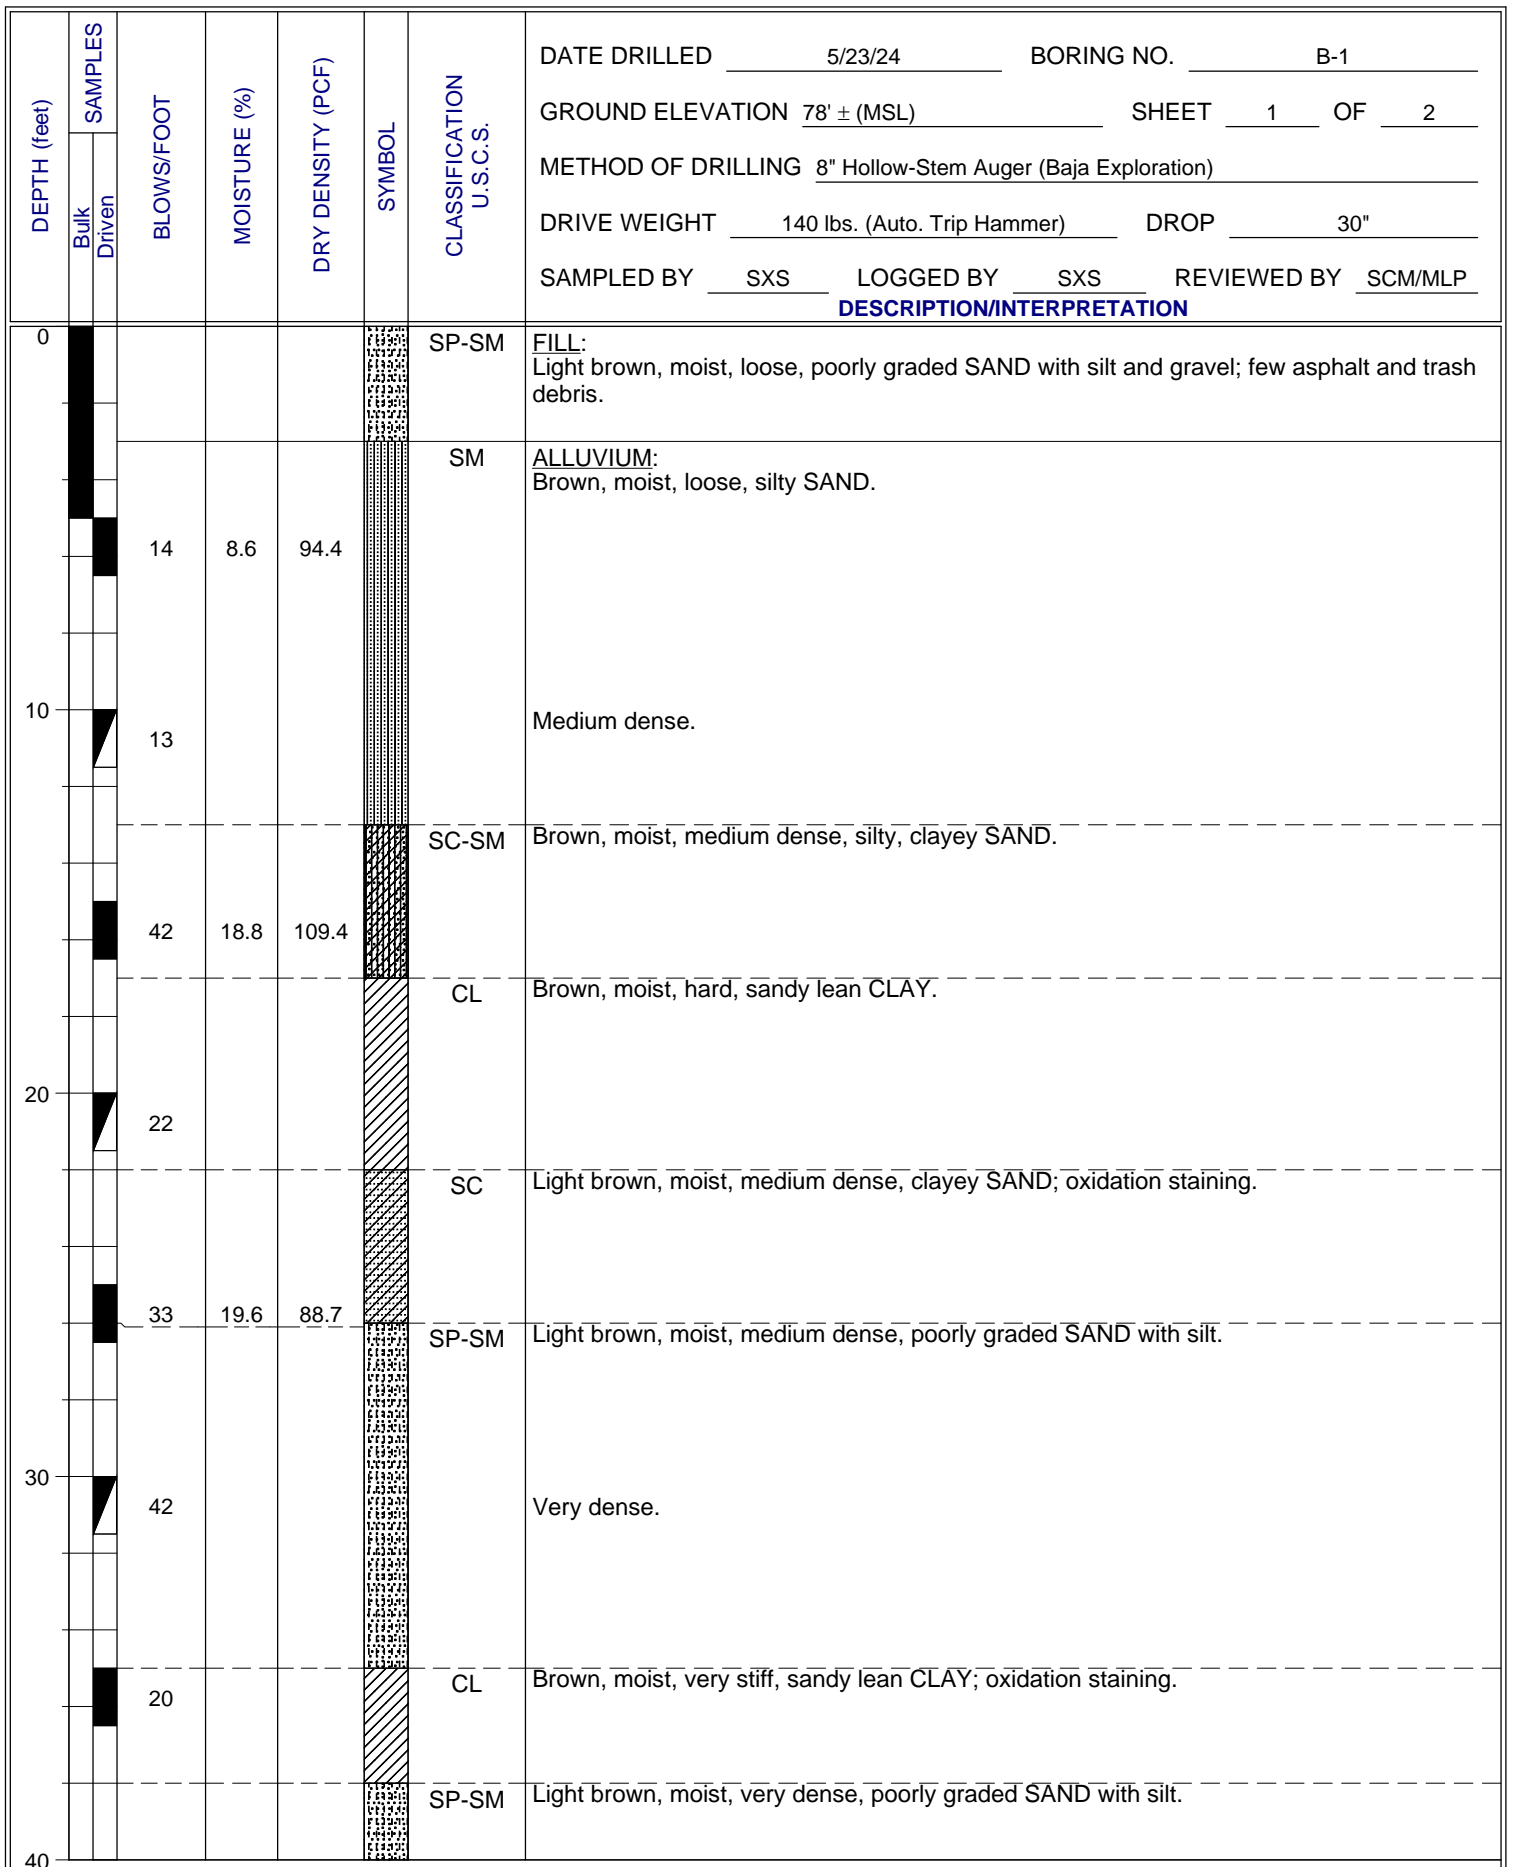 DEPTH (feet)
SAMPLES
Bulk
Driven
BLOWS/FOOT
MOISTURE (%)
DRY DENSITY (PCF)
SYMBOL
CLASSIFICATION
U.S.C.S.
DATE DRILLED 5/23/24 BORING NO. B-1
GROUND ELEVATION 78' ± (MSL) SHEET 1 OF 2
METHOD OF DRILLING 8" Hollow-Stem Auger (Baja Exploration)
DRIVE WEIGHT 140 lbs. (Auto. Trip Hammer) DROP 30"
SAMPLED BY SXS LOGGED BY SXS REVIEWED BY SCM/MLP
DESCRIPTION/INTERPRETATION
0 SP-SM FILL:
Light brown, moist, loose, poorly graded SAND with silt and gravel; few asphalt and trash
debris.
SM ALLUVIUM:
Brown, moist, loose, silty SAND.
14 8.6 94.4
10 Medium dense.
13
SC-SM Brown, moist, medium dense, silty, clayey SAND.
42 18.8 109.4
CL Brown, moist, hard, sandy lean CLAY.
20
22
SC Light brown, moist, medium dense, clayey SAND; oxidation staining.
33 19.6 88.7
SP-SM Light brown, moist, medium dense, poorly graded SAND with silt.
30
42 Very dense.
CL Brown, moist, very stiff, sandy lean CLAY; oxidation staining.
20
SP-SM Light brown, moist, very dense, poorly graded SAND with silt.
40